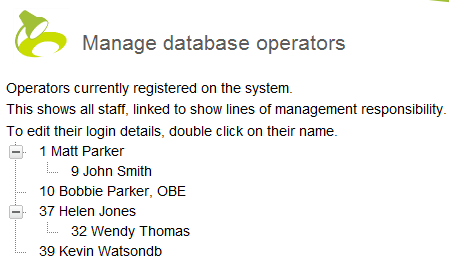 Manage database operators
Operators currently registered on the system.
This shows all staff, linked to show lines of management responsibility.
To edit their login details, double click on their name.
1 Matt Parker
9 John Smith
10 Bobbie Parker, OBE
37 Helen Jones
32 Wendy Thomas
39 Kevin Watsondb